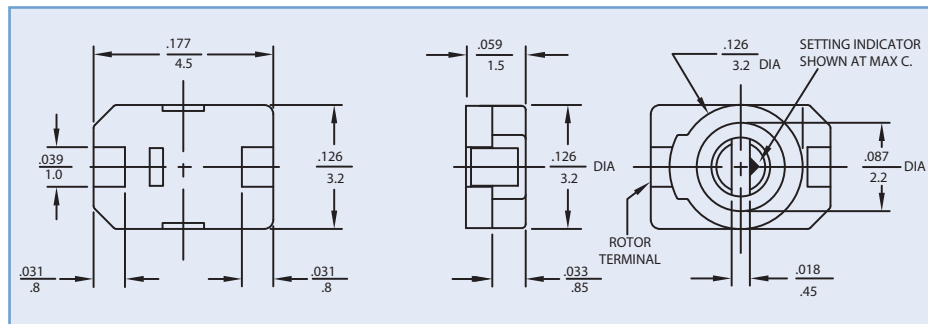 .177
4.5
.039
1.0
.126
3.2
.031
.8
.031
.8
.059
1.5
.126 DIA
3.2
.033
.85
.126
3.2 DIA
SETTING INDICATOR
SHOWN AT MAX C.
.087 DIA
2.2
ROTOR
TERMINAL
.018
.45